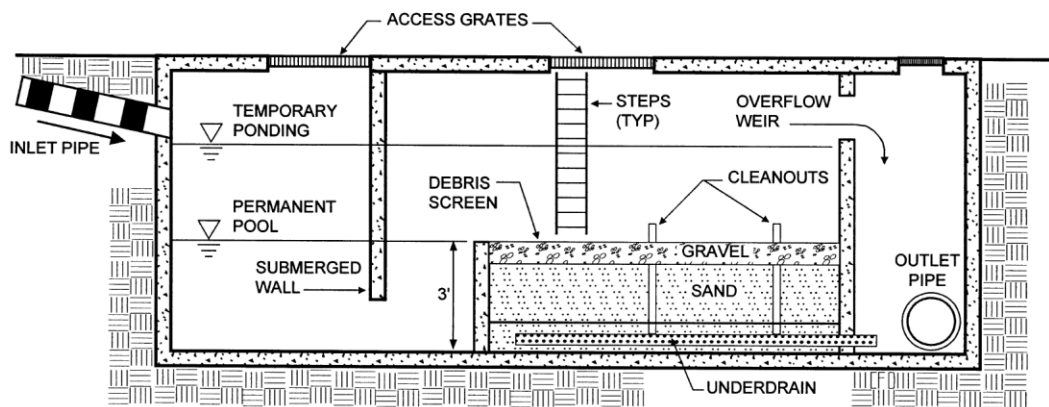 ACCESS GRATES
TEMPORARY
PONDING
INLET PIPE
STEPS
(TYP)
OVERFLOW
WEIR
DEBRIS
SCREEN
CLEANOUTS
PERMANENT
POOL
SUBMERGED
WALL
3'
GRAVEL
SAND
OUTLET
PIPE
UNDERDRAIN